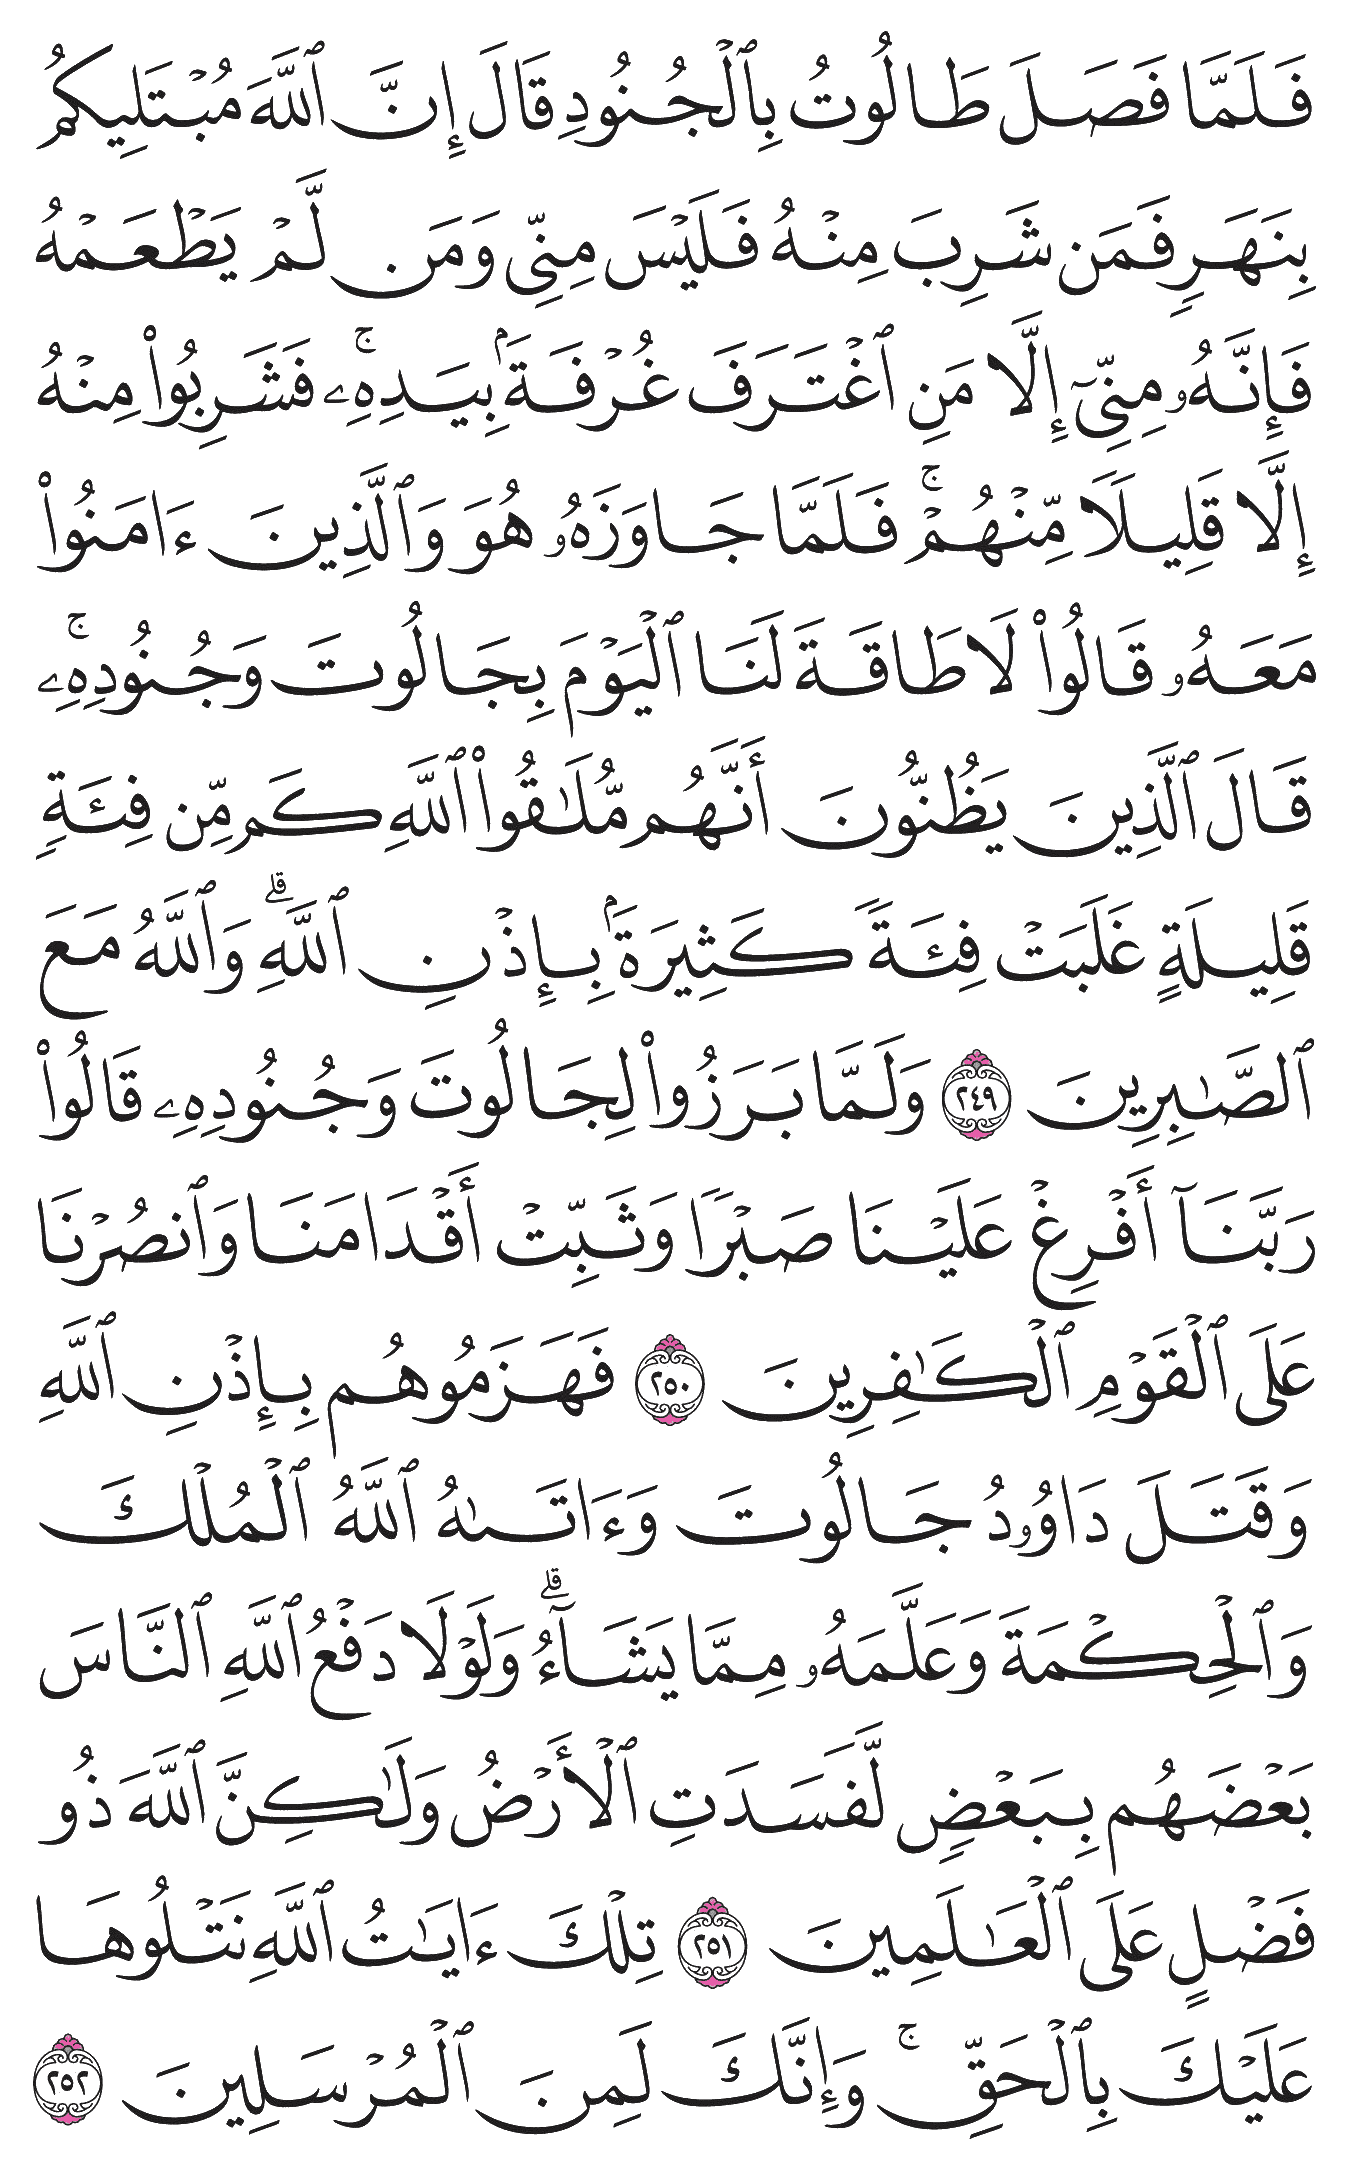 فَلَمَّا فَصَلَ طَالُوتُ بِٱلْجُنُودِ قَالَ إِنَّ ٱللَّهَ مُبْتَلِيكُم
بِنَهَرٍ فَمَن شَرِبَ مِنْهُ فَلَيْسَ مِنِّى وَمَن لَّمْ يَطْعَمْهُ
فَإِنَّهُۥ مِنِّىٓ إِلَّا مَنِ ٱغْتَرَفَ غُرْفَةًۢ بِيَدِهِۦ ۚ فَشَرِبُوا۟ مِنْهُ
إِلَّا قَلِيلًا مِّنْهُمْ ۚ فَلَمَّا جَاوَزَهُۥ هُوَ وَٱلَّذِينَ ءَامَنُوا۟
مَعَهُۥ قَالُوا۟ لَا طَاقَةَ لَنَا ٱلْيَوْمَ بِجَالُوتَ وَجُنُودِهِۦ ۚ
قَالَ ٱلَّذِينَ يَظُنُّونَ أَنَّهُم مُّلَٰقُوا۟ ٱللَّهِ كَم مِّن فِئَةٍ
قَلِيلَةٍ غَلَبَتْ فِئَةً كَثِيرَةًۢ بِإِذْنِ ٱللَّهِ ۗ وَٱللَّهُ مَعَ
ٱلصَّٰبِرِينَ ٢٤٩ وَلَمَّا بَرَزُوا۟ لِجَالُوتَ وَجُنُودِهِۦ قَالُوا۟
رَبَّنَآ أَفْرِغْ عَلَيْنَا صَبْرًا وَثَبِّتْ أَقْدَامَنَا وَٱنصُرْنَا
عَلَى ٱلْقَوْمِ ٱلْكَٰفِرِينَ ٢٥٠ فَهَزَمُوهُم بِإِذْنِ ٱللَّهِ
وَقَتَلَ دَاوُۥدُ جَالُوتَ وَءَاتَىٰهُ ٱللَّهُ ٱلْمُلْكَ
وَٱلْحِكْمَةَ وَعَلَّمَهُۥ مِمَّا يَشَآءُ ۗ وَلَوْلَا دَفْعُ ٱللَّهِ ٱلنَّاسَ
بَعْضَهُم بِبَعْضٍ لَّفَسَدَتِ ٱلْأَرْضُ وَلَٰكِنَّ ٱللَّهَ ذُو
فَضْلٍ عَلَى ٱلْعَٰلَمِينَ ٢٥١ تِلْكَ ءَايَٰتُ ٱللَّهِ نَتْلُوهَا
عَلَيْكَ بِٱلْحَقِّ ۚ وَإِنَّكَ لَمِنَ ٱلْمُرْسَلِينَ ٢٥٢